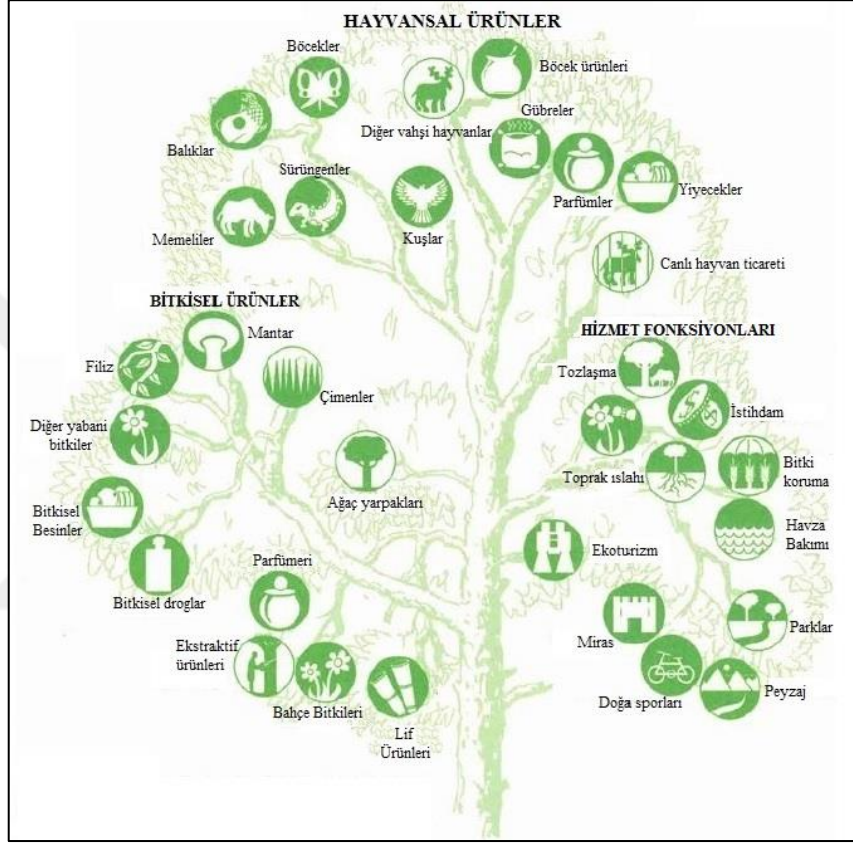 HAYVANSAL ÜRÜNLER
Böcekler
Böcek ürünleri
Diğer vahşi hayvanlar
Gübreler
Balıklar
Sürüngenler
Parfümler
Yiyecekler
Memeliler
Kuşlar
Canlı hayvan ticareti
BİTKİSEL ÜRÜNLER
Mantar
Filiz
Çimenler
Diğer yabani
bitkiler
Ağaç yarpakları
Bitkisel
Besinler
Bitkisel droglar
Parfümeri
Ekstraktif
ürünleri
Bahçe Bitkileri
Lif
Ürünleri
HİZMET FONKSİYONLARI
Tozlaşma
İstihdam
Toprak ıslahı
Bitki
koruma
Havza
Bakımı
Ekoturizm
Miras
Parklar
Doğa sporları
Peyzaj